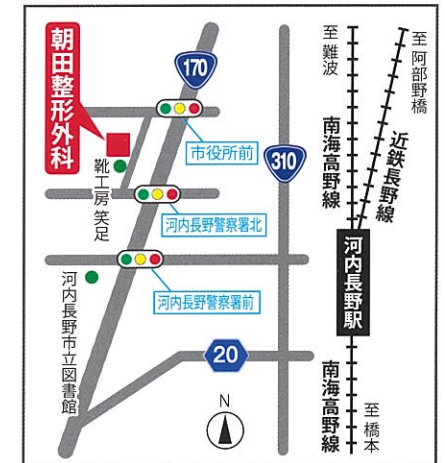 朝田整形外科
170
至難波
至阿部野橋
市役所前
310
南海高野線
近鉄長野線
靴工房 笑足
河内長野警察署北
河内長野駅
河内長野警察署前
河内長野市立図書館
20
N
南海高野線
至橋本